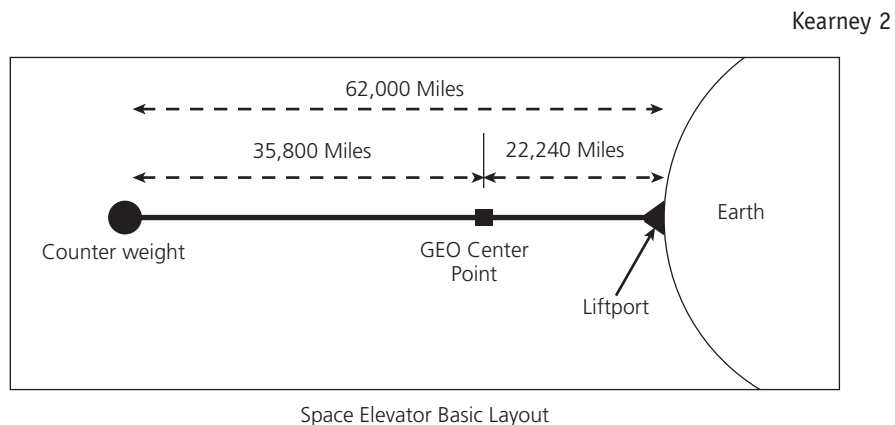 Kearney 2
62,000 Miles
35,800 Miles
22,240 Miles
Earth
Counter weight
GEO Center
Point
Liftport
Space Elevator Basic Layout